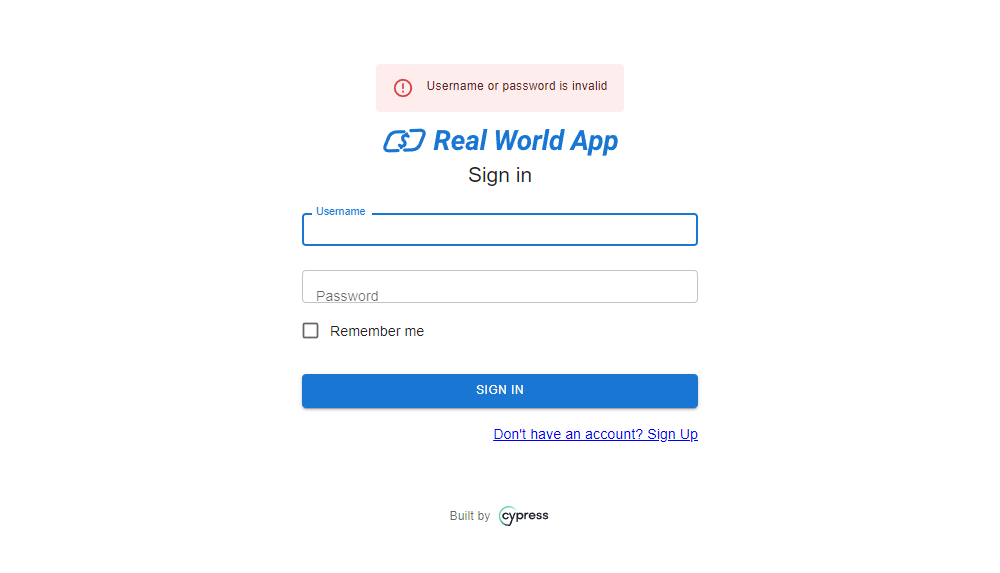 Username or password is invalid
Real World App
Sign in
Username
Password
Remember me
SIGN IN
Don't have an account? Sign Up
Built by cypress